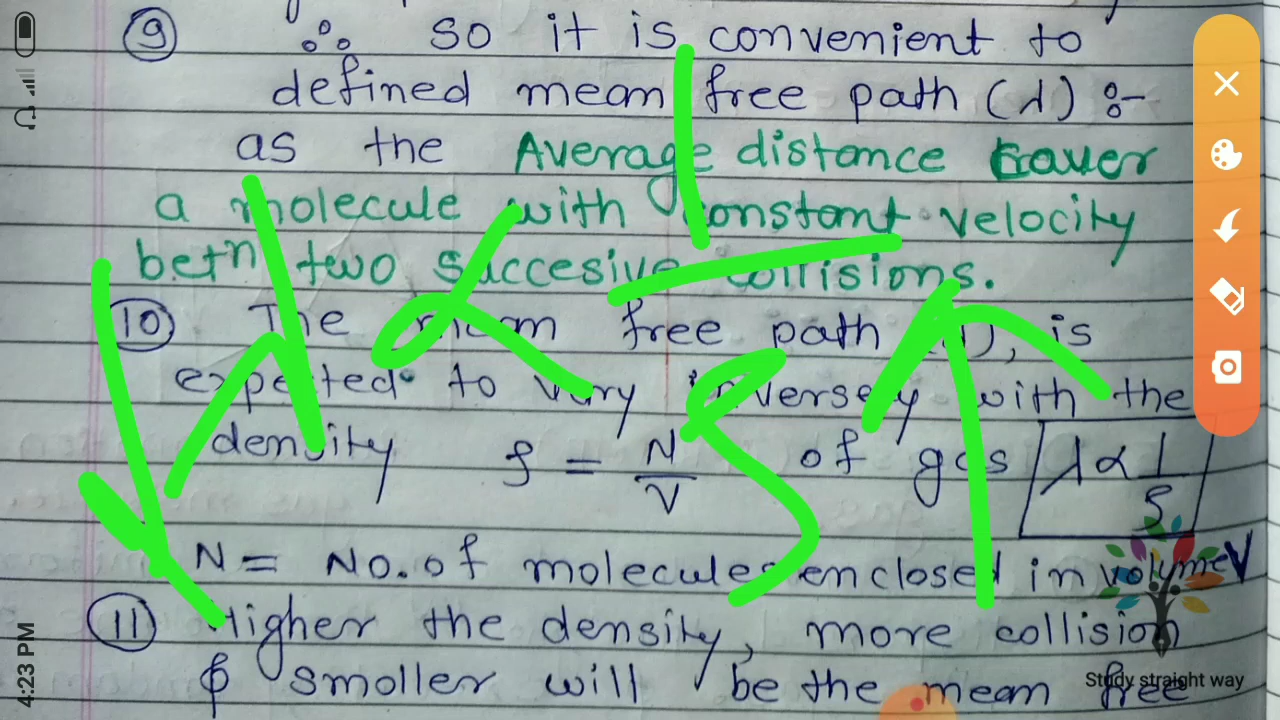 9 ∴ so it is convenient to
defined mean free path (λ) :-
as the Average distance Cover
a molecule with constant velocity
betn two succesive collisions.
10 The mean free path (λ), is
expected to vary inversely with the
density ρ = N/V of gas λ α 1/ρ
↓ λ α 1/ρ ↑
N = No. of molecules enclosed in volume V
11 Higher the density, more collision
& smaller will be the mean free
Study straight way
4:23 PM